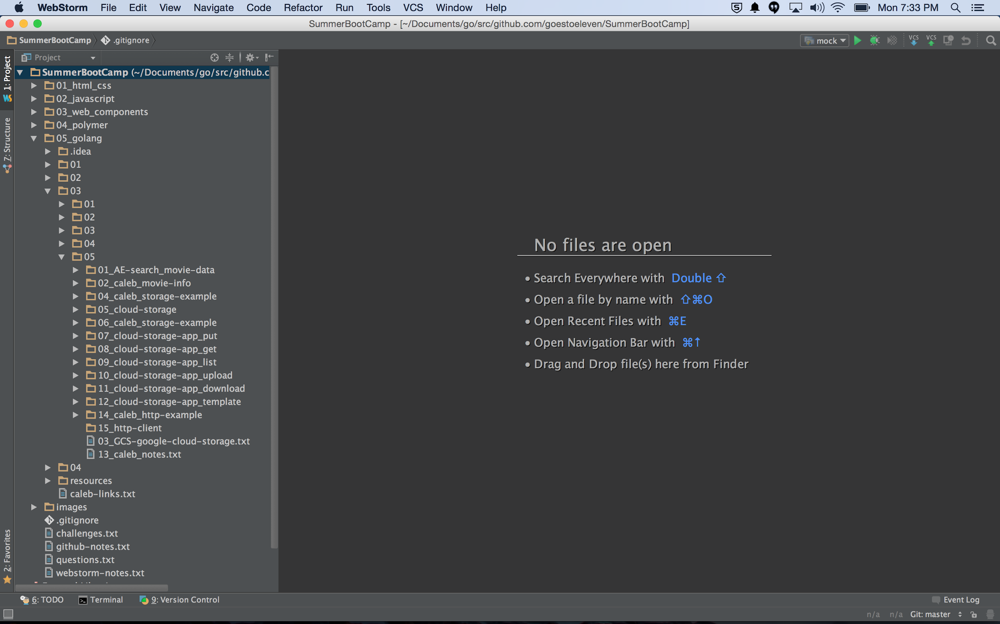 WebStorm File Edit View Navigate Code Refactor Run Tools VCS Window Help Mon 7:33 PM
SummerBootCamp - [~/Documents/go/src/github.com/goestoeleven/SummerBootCamp]
SummerBootCamp .gitignore mock VCS VCS
1: Project
7: Structure
2: Favorites
Project
SummerBootCamp (~/Documents/go/src/github.c
01_html_css
02_javascript
03_web_components
04_polymer
05_golang
.idea
01
02
03
01
02
03
04
05
01_AE-search_movie-data
02_caleb_movie-info
04_caleb_storage-example
05_cloud-storage
06_caleb_storage-example
07_cloud-storage-app_put
08_cloud-storage-app_get
09_cloud-storage-app_list
10_cloud-storage-app_upload
11_cloud-storage-app_download
12_cloud-storage-app_template
14_caleb_http-example
15_http-client
03_GCS-google-cloud-storage.txt
13_caleb_notes.txt
04
resources
caleb-links.txt
images
.gitignore
challenges.txt
github-notes.txt
questions.txt
webstorm-notes.txt
No files are open
• Search Everywhere with Double ⇧
• Open a file by name with ⇧⌘O
• Open Recent Files with ⌘E
• Open Navigation Bar with ⌘↑
• Drag and Drop file(s) here from Finder
6: TODO Terminal 9: Version Control Event Log
n/a n/a Git: master